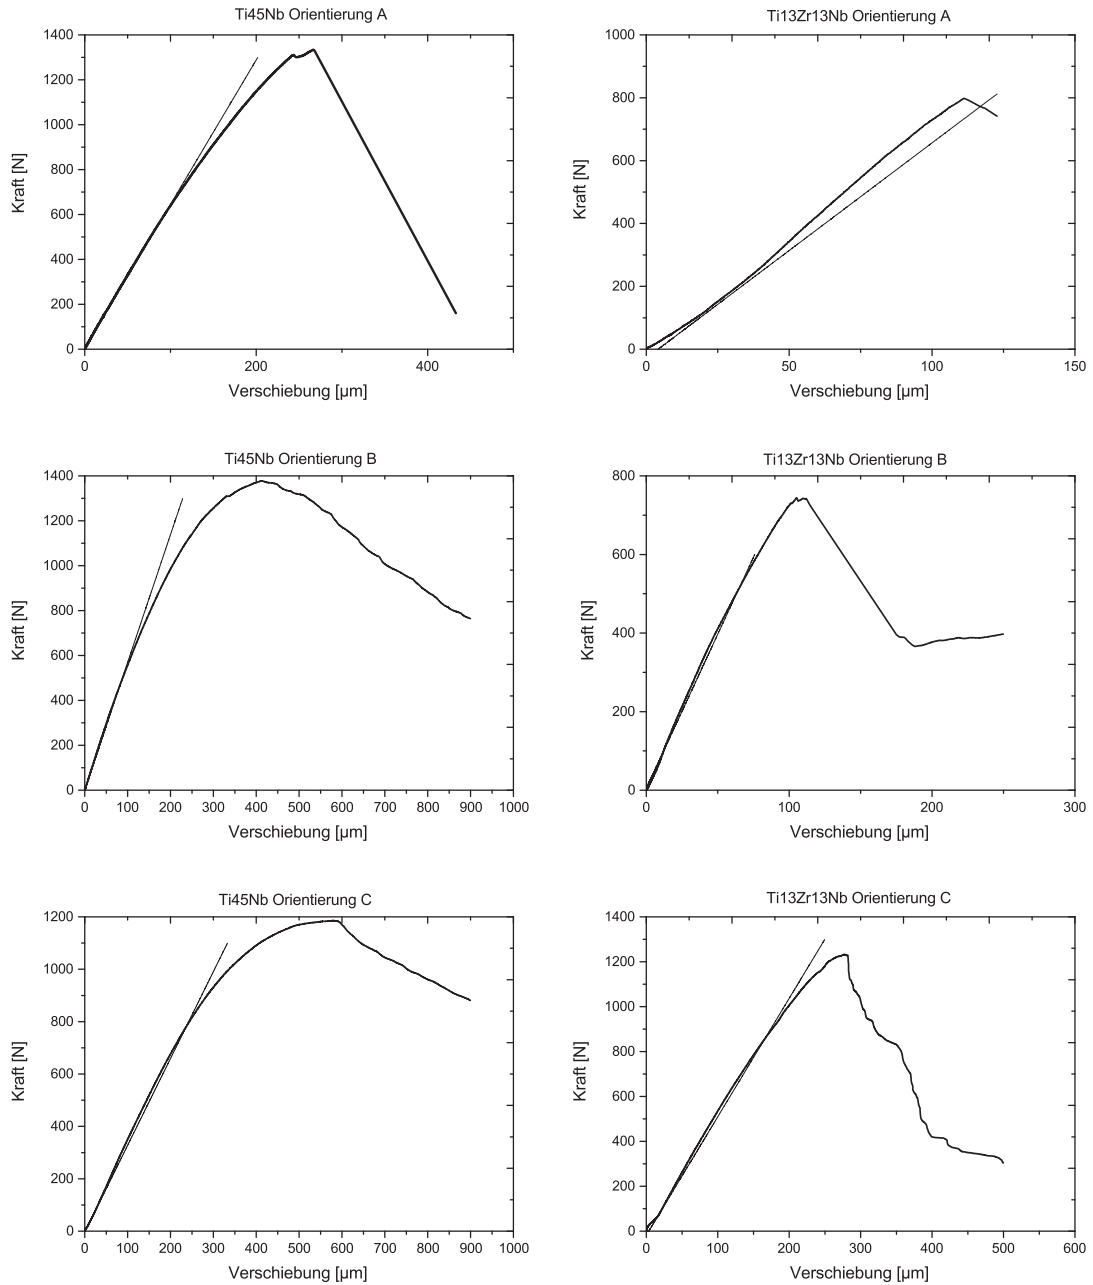 Ti45Nb Orientierung A
1400
1200
1000
800
600
400
200
0
0 200 400
Kraft [N]
Verschiebung [µm]
Ti13Zr13Nb Orientierung A
1000
800
600
400
200
0
0 50 100 150
Kraft [N]
Verschiebung [µm]
Ti45Nb Orientierung B
1400
1200
1000
800
600
400
200
0
0 100 200 300 400 500 600 700 800 900 1000
Kraft [N]
Verschiebung [µm]
Ti13Zr13Nb Orientierung B
800
600
400
200
0
0 100 200 300
Kraft [N]
Verschiebung [µm]
Ti45Nb Orientierung C
1200
1000
800
600
400
200
0
0 100 200 300 400 500 600 700 800 900 1000
Kraft [N]
Verschiebung [µm]
Ti13Zr13Nb Orientierung C
1400
1200
1000
800
600
400
200
0
0 100 200 300 400 500 600
Kraft [N]
Verschiebung [µm]